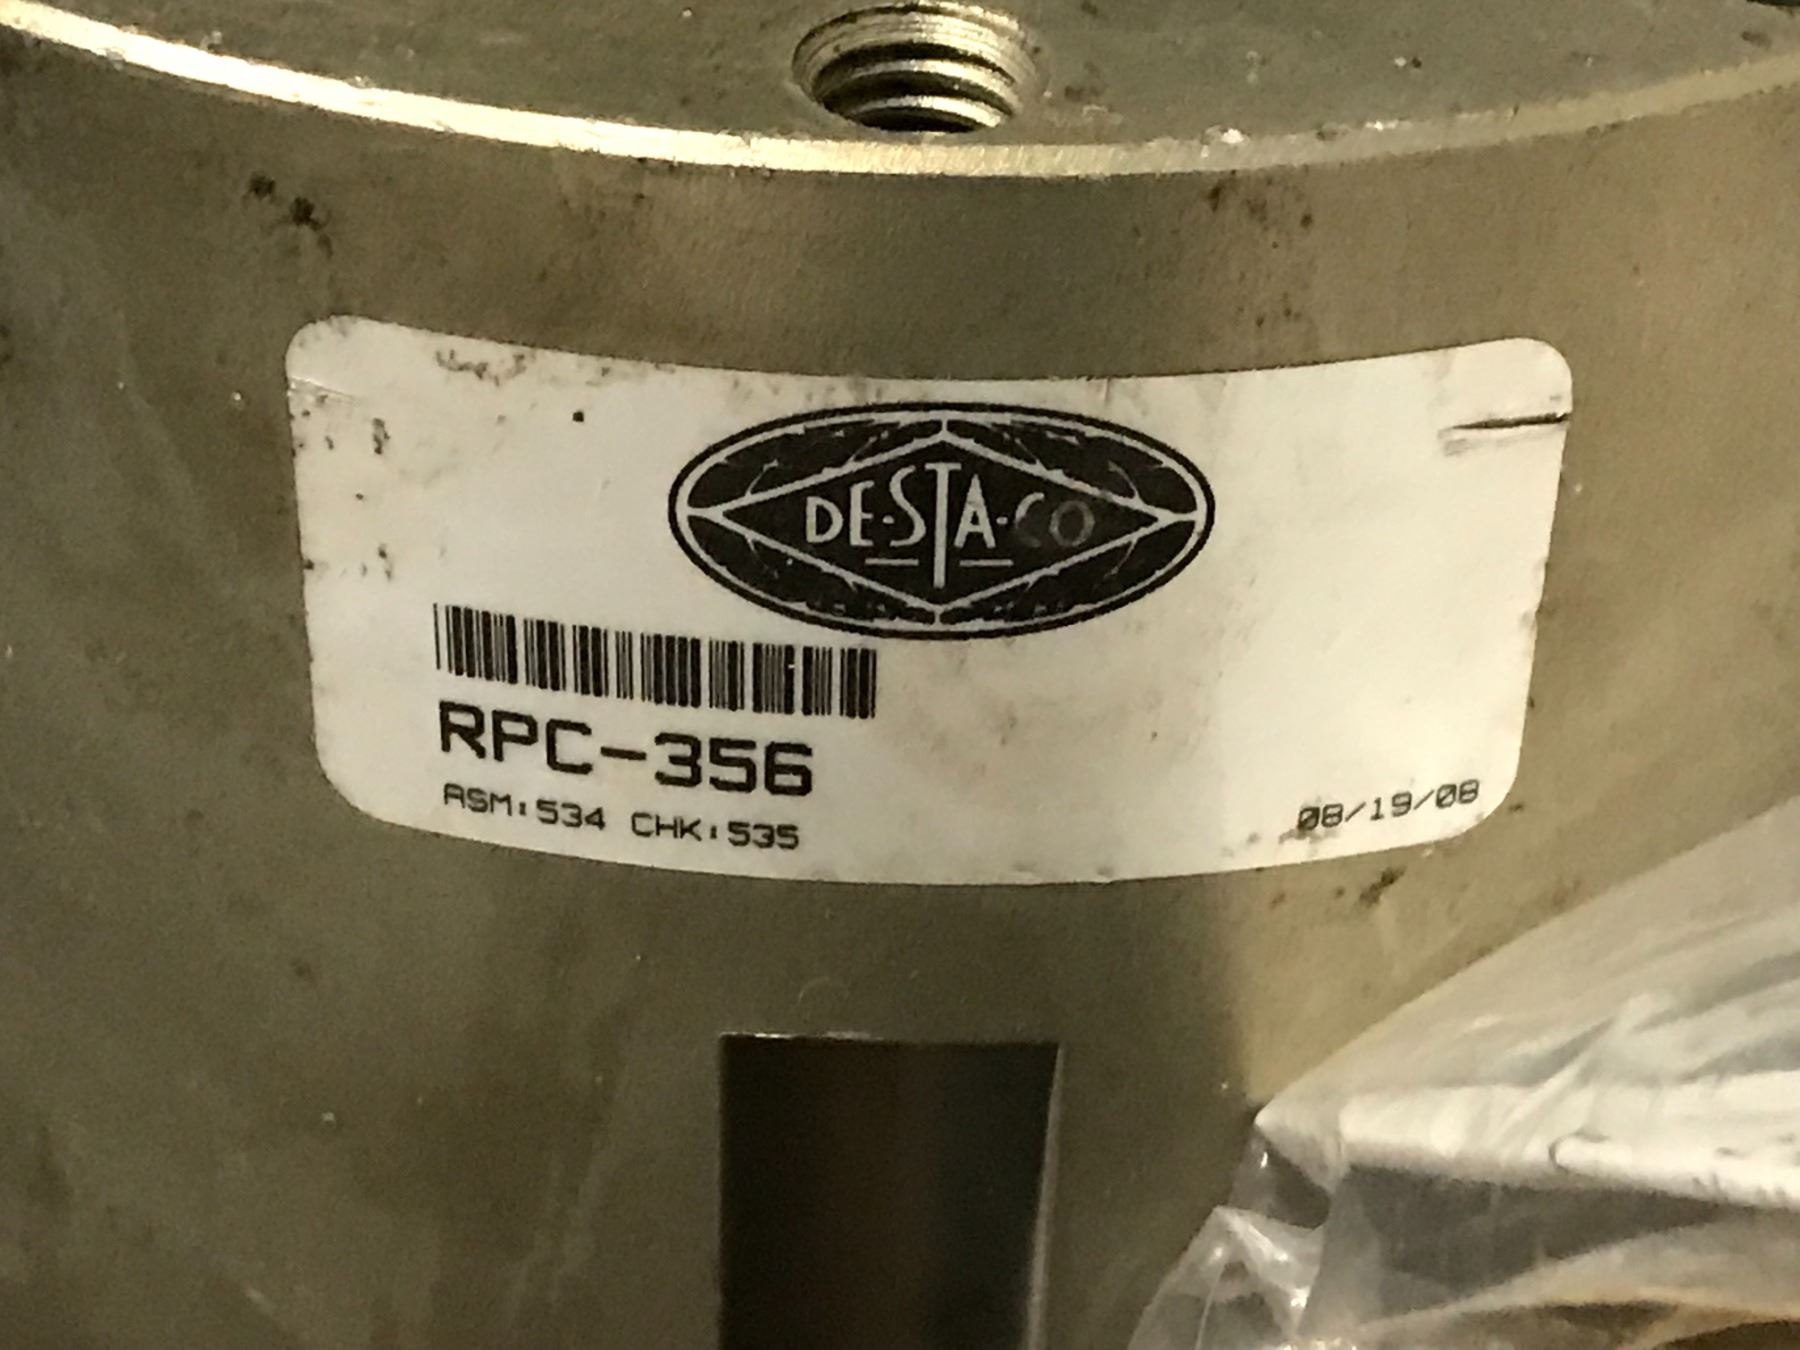 DE-STA-CO
RPC-356
ASM:534 CHK:535
08/19/08